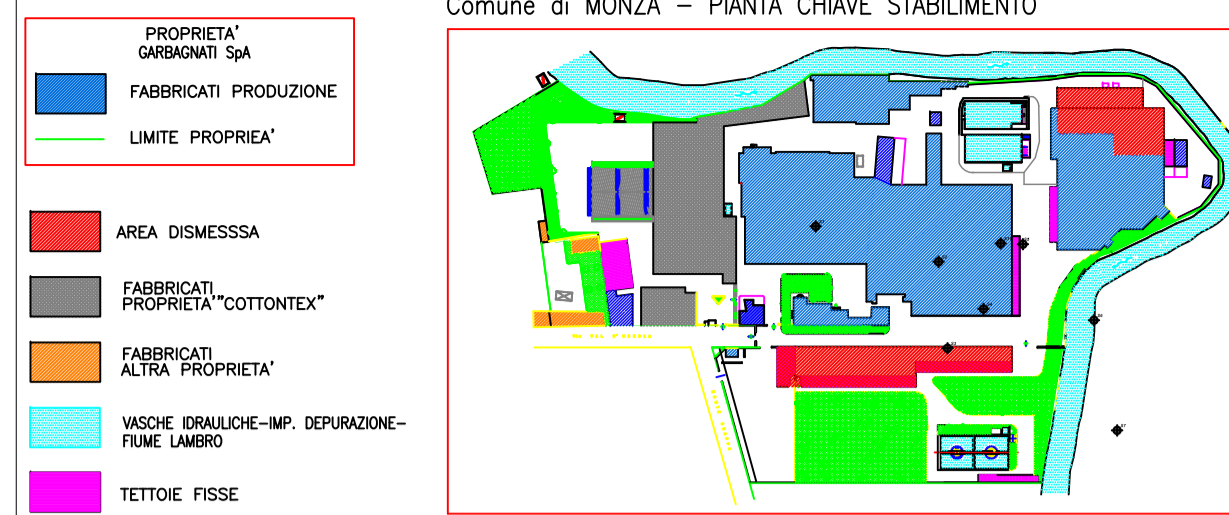 Comune di MONZA – PIANTA CHIAVE STABILIMENTO
PROPRIETA'
GARBAGNATI SpA
FABBRICATI PRODUZIONE
LIMITE PROPRIEA'
AREA DISMESSSA
FABBRICATI
PROPRIETA'"COTTONTEX"
FABBRICATI
ALTRA PROPRIETA'
VASCHE IDRAULICHE–IMP. DEPURAZIONE–
FIUME LAMBRO
TETTOIE FISSE